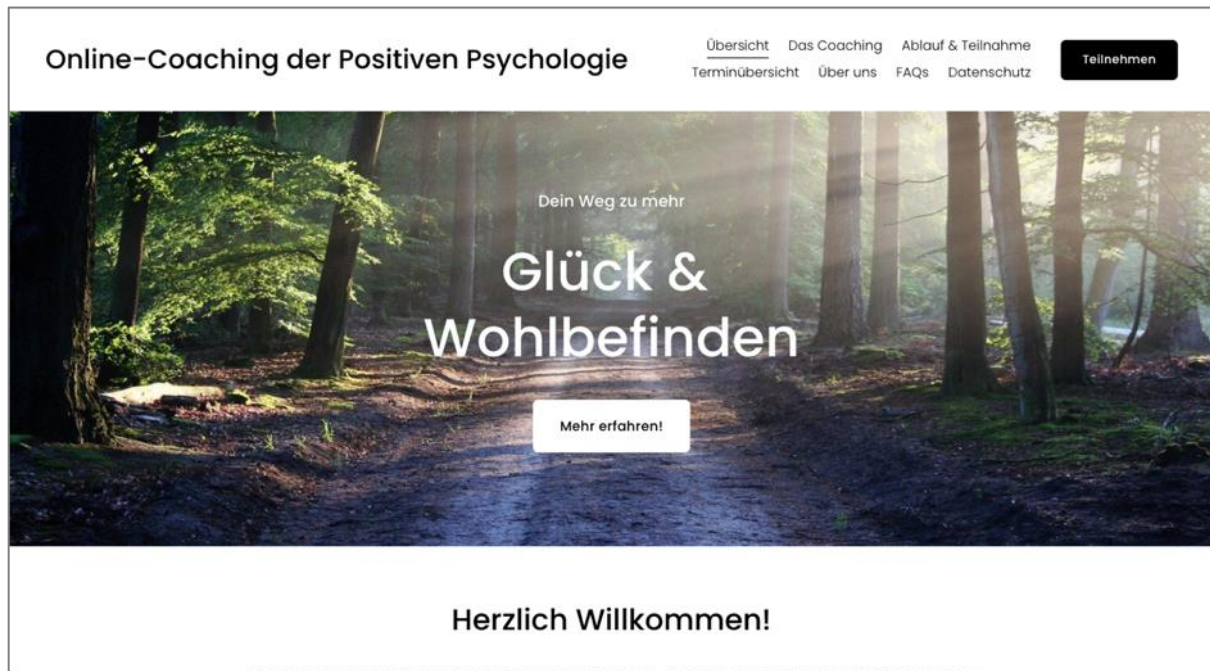 Online-Coaching der Positiven Psychologie
Übersicht Das Coaching Ablauf & Teilnahme
Terminübersicht Über uns FAQs Datenschutz
Teilnehmen
Dein Weg zu mehr
Glück &
Wohlbefinden
Mehr erfahren!
Herzlich Willkommen!